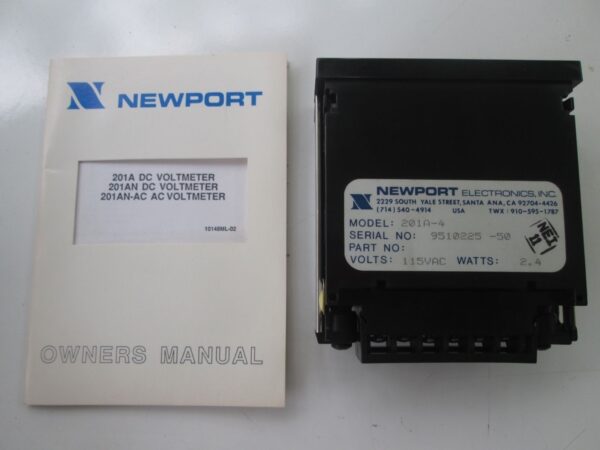 NEWPORT
201A DC VOLTMETER
201AN DC VOLTMETER
201AN-AC AC VOLTMETER
10148ML-02
OWNERS MANUAL
NEWPORT ELECTRONICS, INC.
2229 SOUTH YALE STREET, SANTA ANA, CA 92704-4426
(714) 540-4914 USA TWX: 910-595-1787
MODEL: 201A-4
SERIAL NO: 9510225 -50
PART NO:
VOLTS: 115VAC WATTS: 2.4
NEI
11